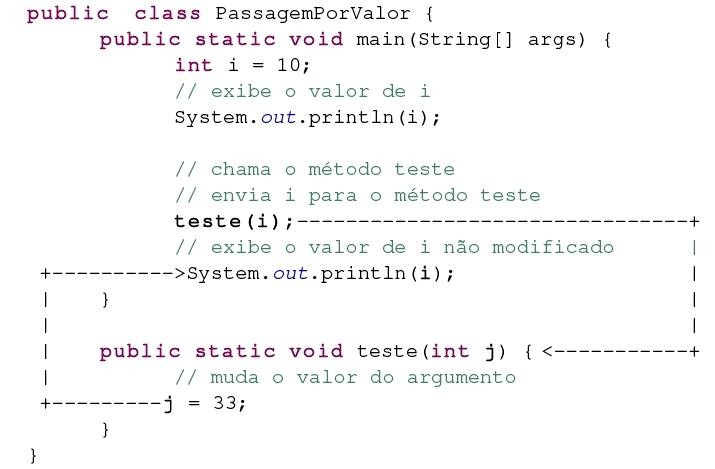 public  class PassagemPorValor {
      public static void main(String[] args) {
            int i = 10;
            // exibe o valor de i
            System.out.println(i);

            // chama o método teste
            // envia i para o método teste
            teste(i);--------------------------------+
            // exibe o valor de i não modificado      |
 +---------->System.out.println(i);                    |
 |    }                                                |
 |                                                     |
 |    public static void teste(int j) { <-----------+
 |          // muda o valor do argumento
 +---------j = 33;
      }
}